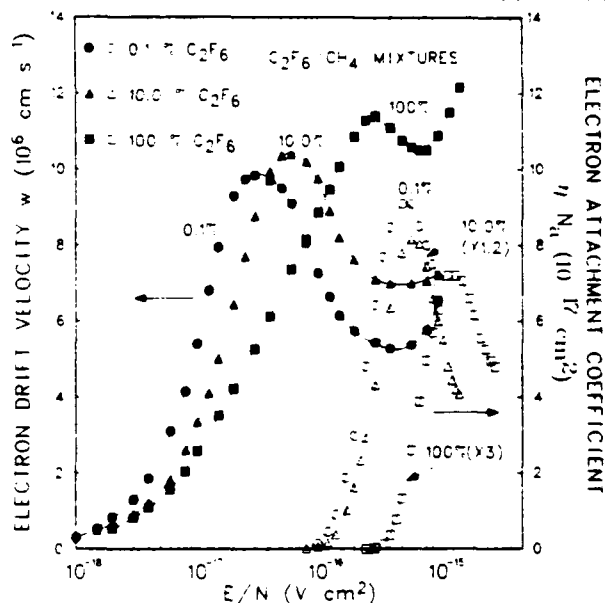 ● □ 0.1% C2F6
▲ △ 10.0% C2F6
■ □ 100% C2F6
C2F6/CH4 MIXTURES
10.0%
100%
0.1%
0.1%
10.0%
(X1.2)
100%(X3)
ELECTRON DRIFT VELOCITY w (10^6 cm s^-1)
14
12
10
8
6
4
2
0
14
12
10
8
6
4
2
0
ELECTRON ATTACHMENT COEFFICIENT
η/Na (10^-17 cm2)
10^-18
10^-17
10^-16
10^-15
E/N (V cm2)